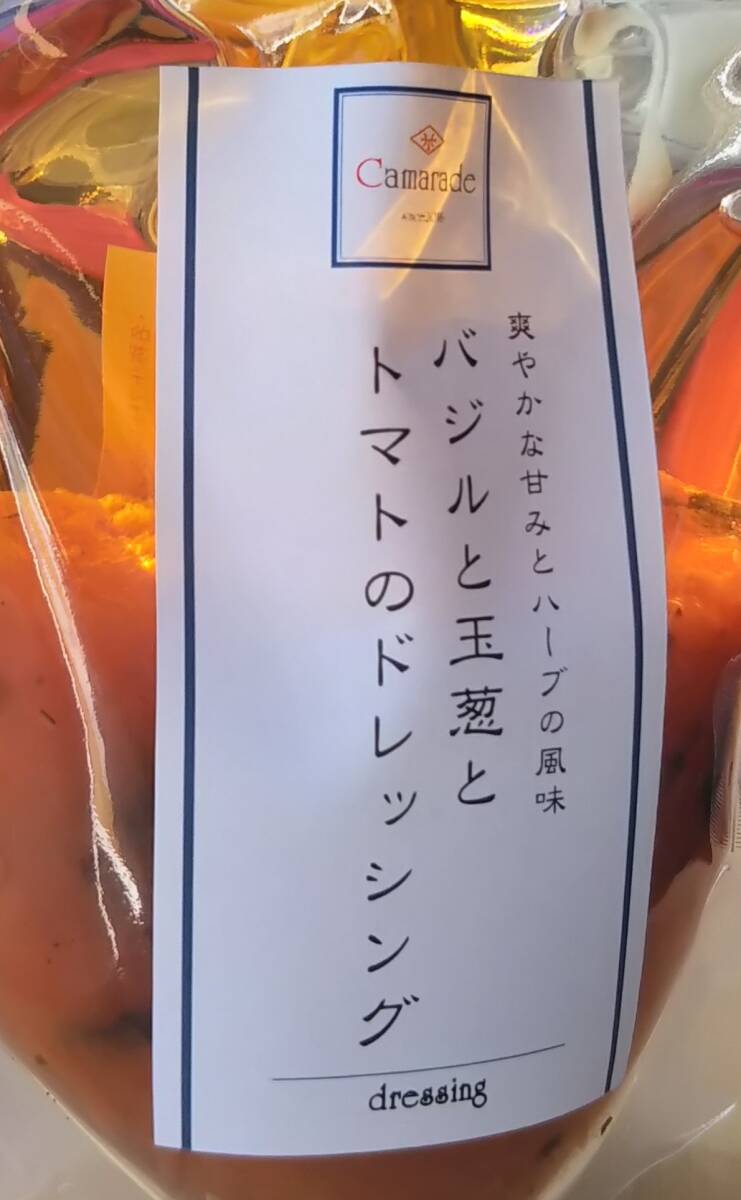 Camarade
爽やかな甘みとハーブの風味
バジルと玉葱と
トマトのドレッシング
dressing